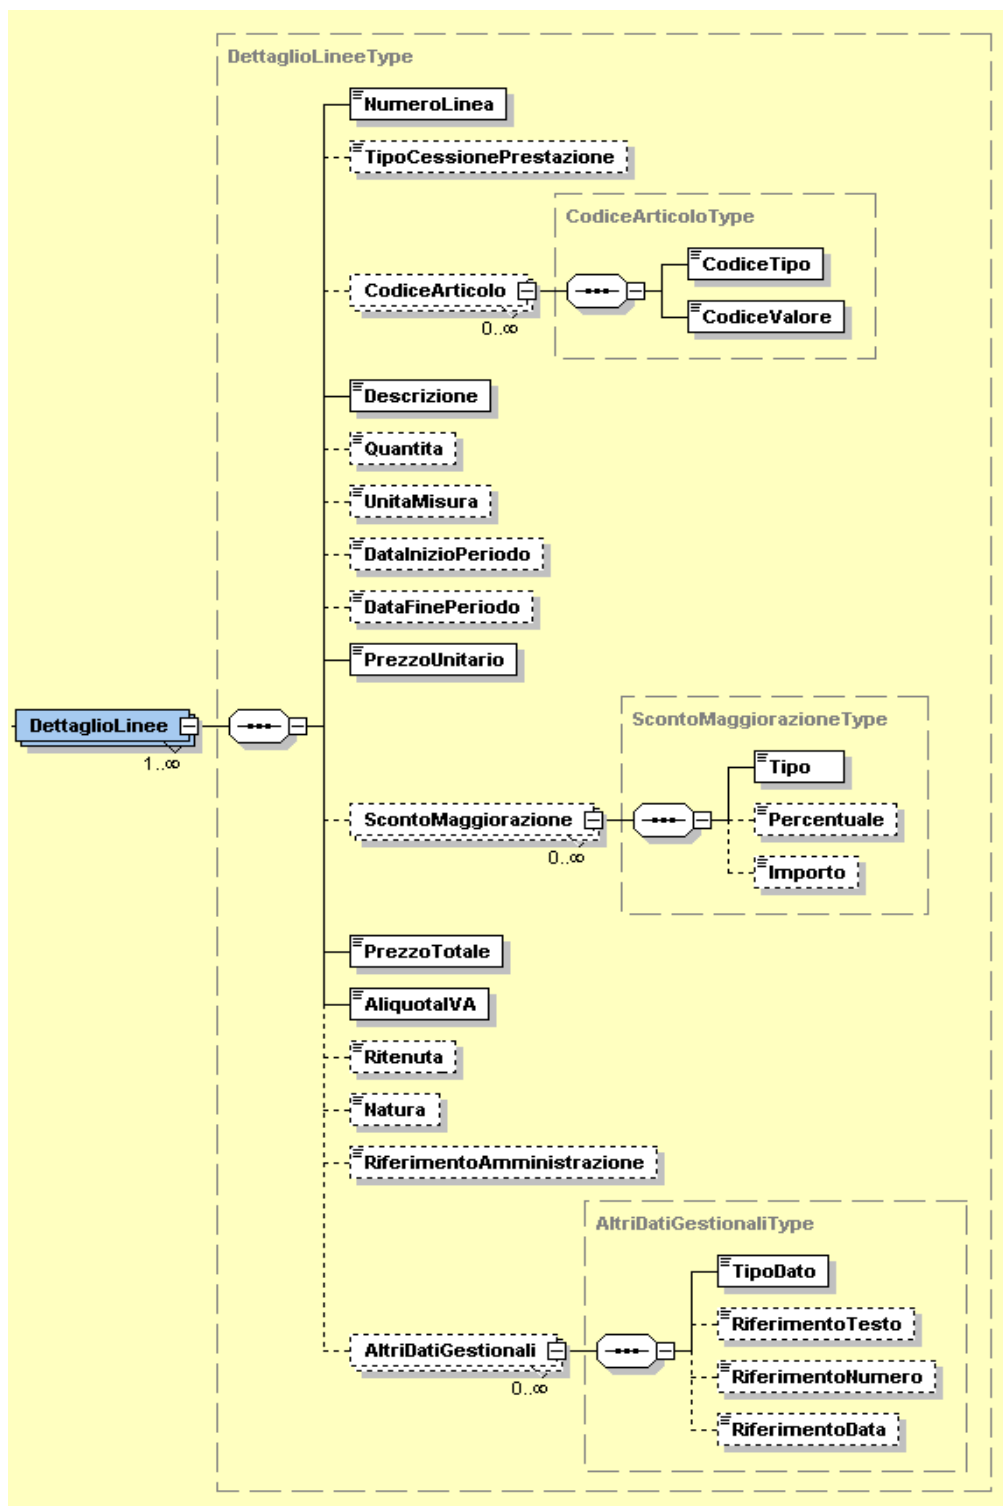 DettaglioLineeType
NumeroLinea
TipoCessionePrestazione
CodiceArticoloType
CodiceTipo
CodiceArticolo
CodiceValore
0..∞
Descrizione
Quantita
UnitaMisura
DataInizioPeriodo
DataFinePeriodo
PrezzoUnitario
ScontoMaggiorazioneType
DettaglioLinee
1..∞
Tipo
ScontoMaggiorazione
Percentuale
0..∞
Importo
PrezzoTotale
AliquotaIVA
Ritenuta
Natura
RiferimentoAmministrazione
AltriDatiGestionaliType
TipoDato
RiferimentoTesto
AltriDatiGestionali
0..∞
RiferimentoNumero
RiferimentoData